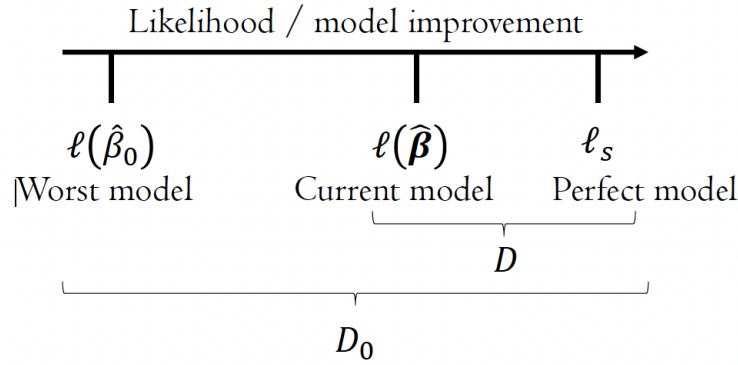 Likelihood / model improvement
ℓ(β̂₀) ℓ(𝜷̂) ℓₛ
Worst model Current model Perfect model
D
D₀